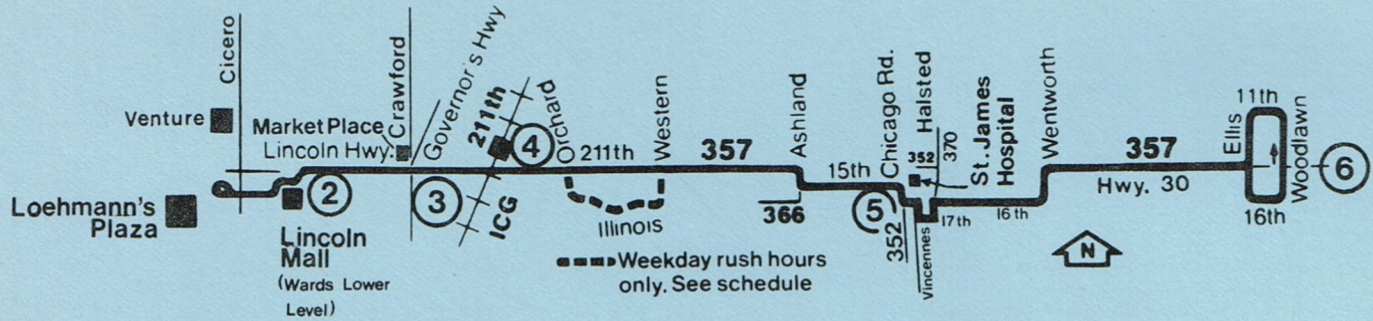 Cicero
Venture
Market Place
Lincoln Hwy.
Crawford
Governor's Hwy
211th
ICG
4
Orchard
211th
Western
357
Ashland
15th
Chicago Rd.
Halsted
352
370
St. James
Hospital
Wentworth
357
Hwy. 30
Ellis
11th
Woodlawn
16th
6
Loehmann's
Plaza
2
Lincoln
Mall
(Wards Lower
Level)
3
Illinois
366
5
352
Vincennes
17th
16th
N
Weekday rush hours
only. See schedule